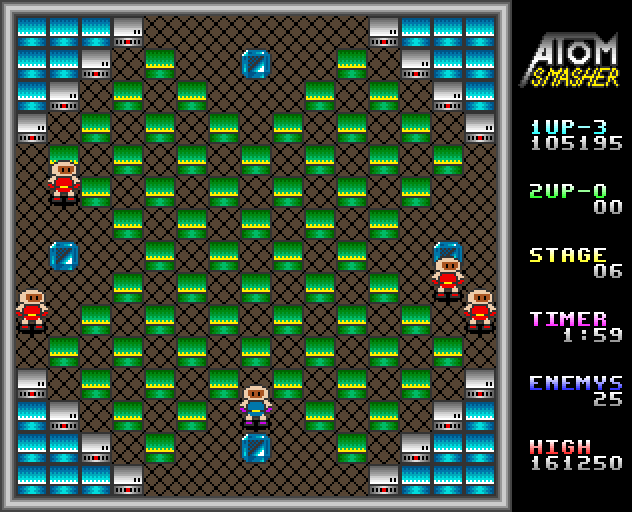 ATOM
SMASHER
1UP-3
105195
2UP-0
00
STAGE
06
TIMER
1:59
ENEMYS
25
HIGH
161250